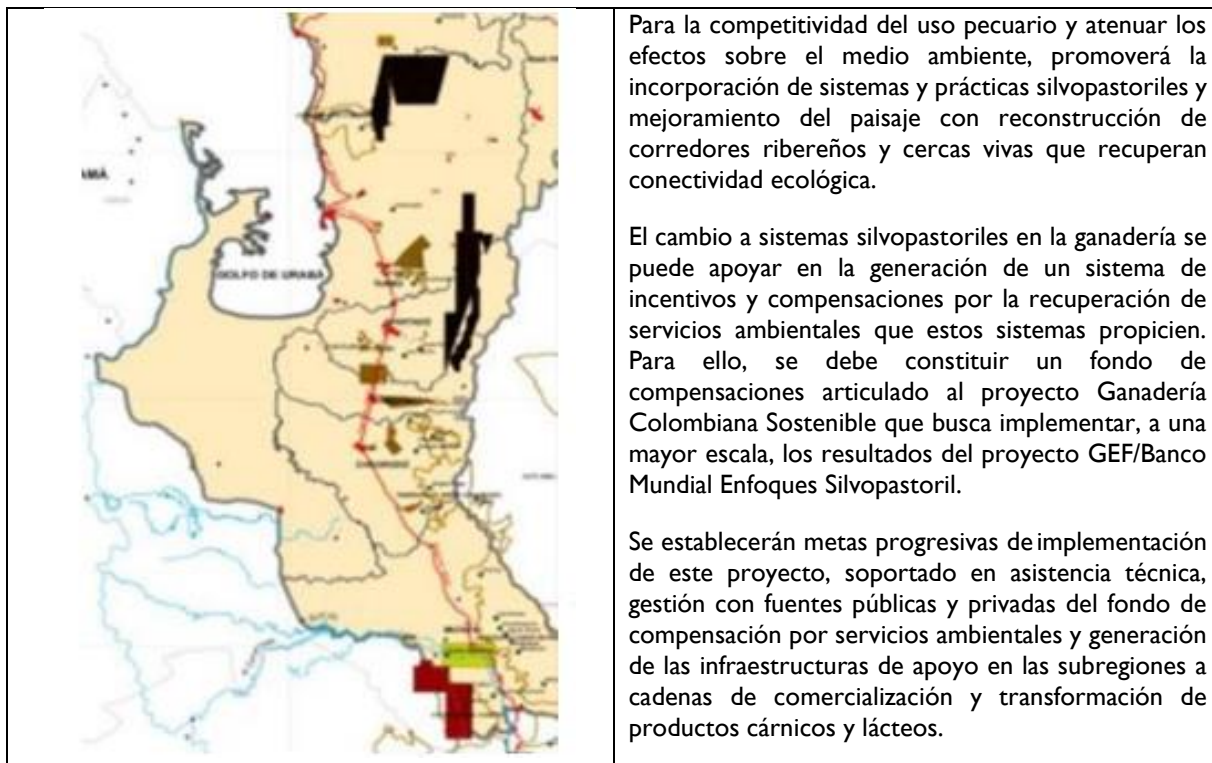 AMÁ
GOLFO DE URABÁ
Para la competitividad del uso pecuario y atenuar los
efectos sobre el medio ambiente, promoverá la
incorporación de sistemas y prácticas silvopastoriles y
mejoramiento del paisaje con reconstrucción de
corredores ribereños y cercas vivas que recuperan
conectividad ecológica.
El cambio a sistemas silvopastoriles en la ganadería se
puede apoyar en la generación de un sistema de
incentivos y compensaciones por la recuperación de
servicios ambientales que estos sistemas propicien.
Para ello, se debe constituir un fondo de
compensaciones articulado al proyecto Ganadería
Colombiana Sostenible que busca implementar, a una
mayor escala, los resultados del proyecto GEF/Banco
Mundial Enfoques Silvopastoril.
Se establecerán metas progresivas de implementación
de este proyecto, soportado en asistencia técnica,
gestión con fuentes públicas y privadas del fondo de
compensación por servicios ambientales y generación
de las infraestructuras de apoyo en las subregiones a
cadenas de comercialización y transformación de
productos cárnicos y lácteos.